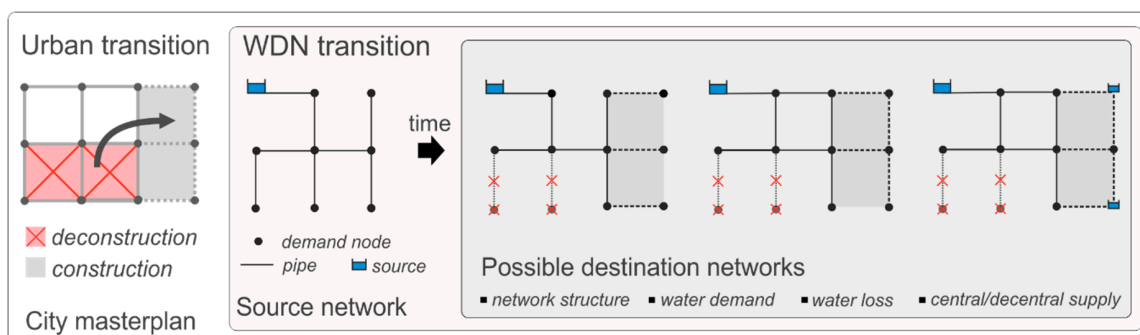 Urban transition
deconstruction
construction
City masterplan
WDN transition
time
demand node
pipe
source
Source network
Possible destination networks
network structure
water demand
water loss
central/decentral supply